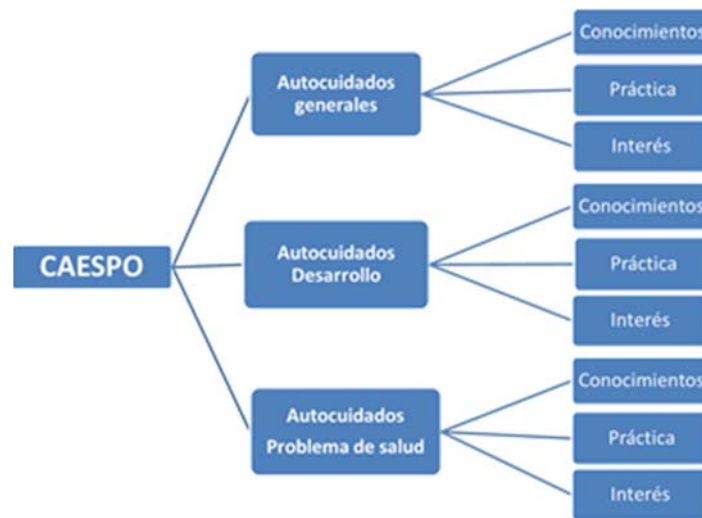 CAESPO
Autocuidados
generales
Conocimientos
Práctica
Interés
Autocuidados
Desarrollo
Conocimientos
Práctica
Interés
Autocuidados
Problema de salud
Conocimientos
Práctica
Interés